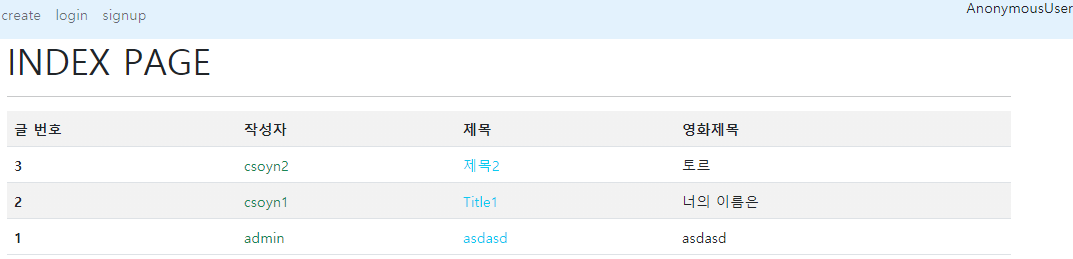 create login signup AnonymousUser
INDEX PAGE
글 번호 작성자 제목 영화제목
3 csoyn2 제목2 토르
2 csoyn1 Title1 너의 이름은
1 admin asdasd asdasd